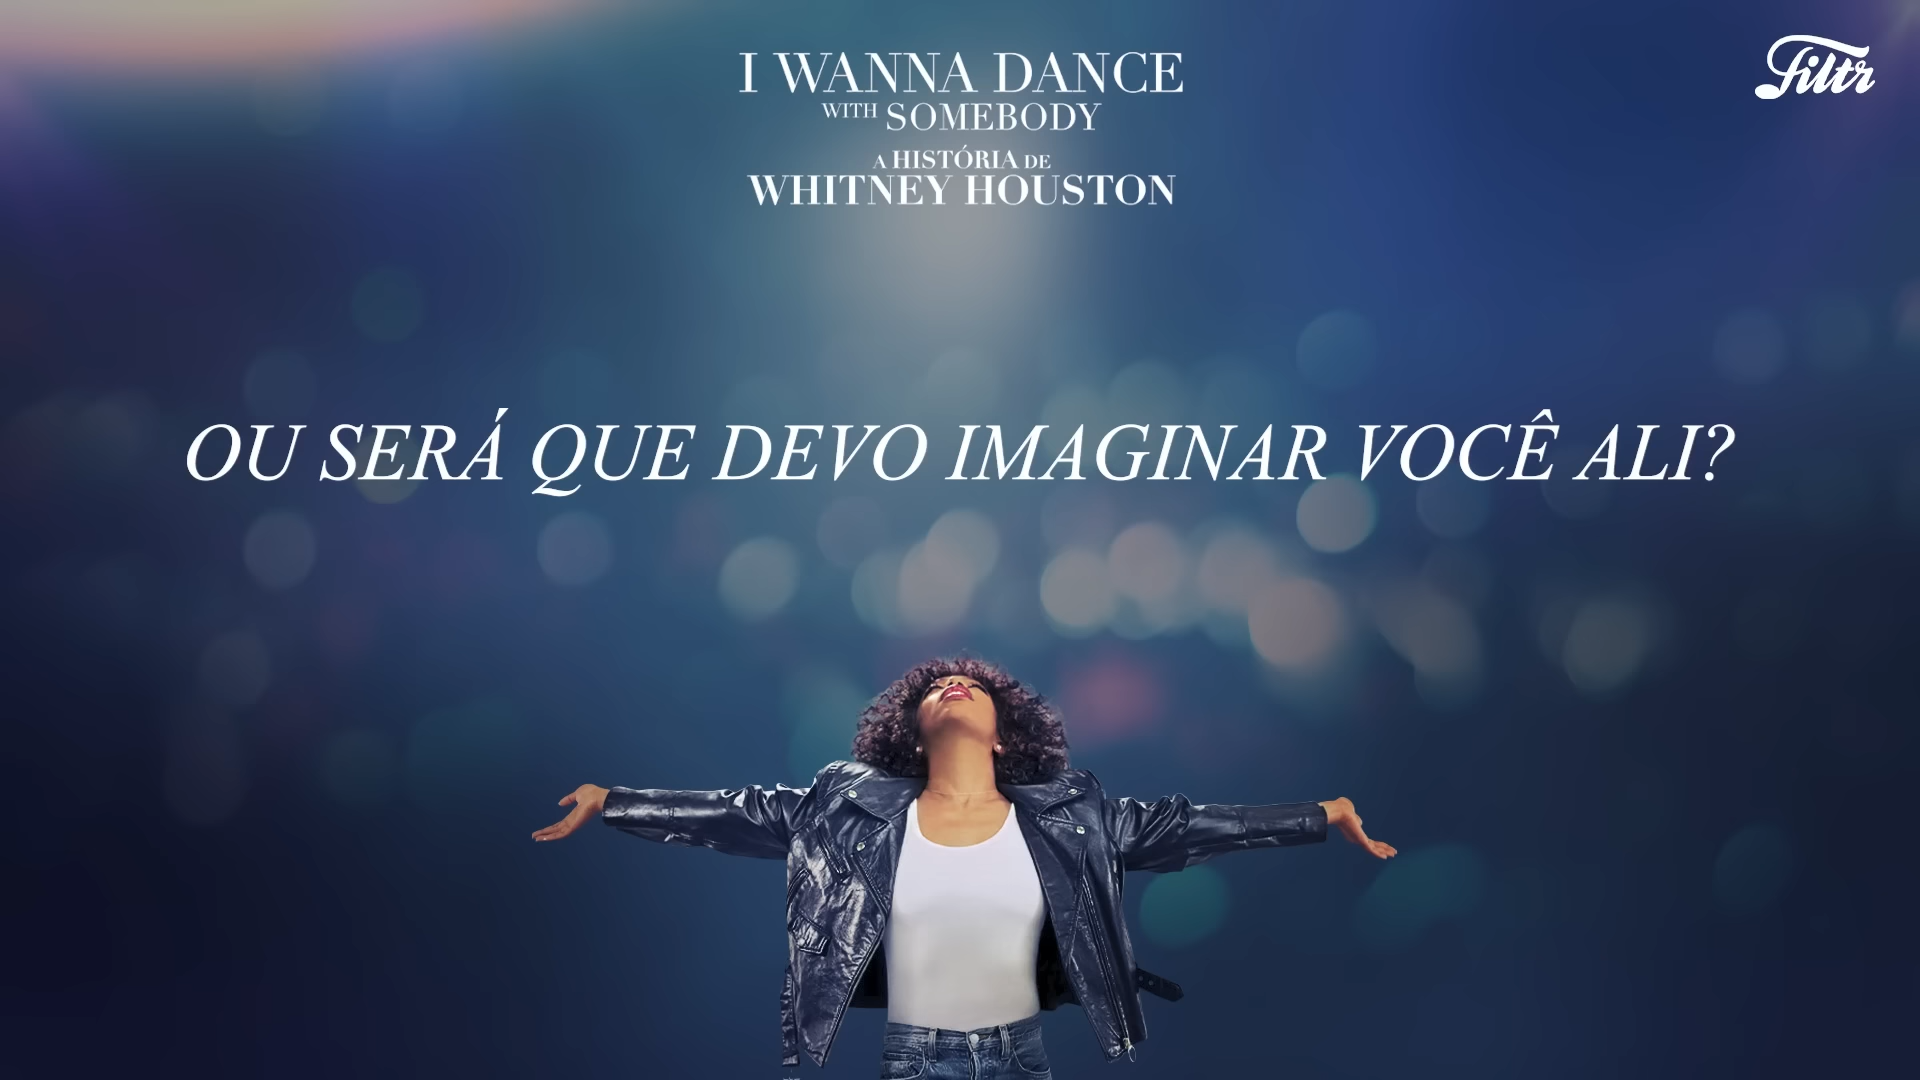 I WANNA DANCE
WITH SOMEBODY
A HISTÓRIA DE
WHITNEY HOUSTON
Filtr
OU SERÁ QUE DEVO IMAGINAR VOCÊ ALI?